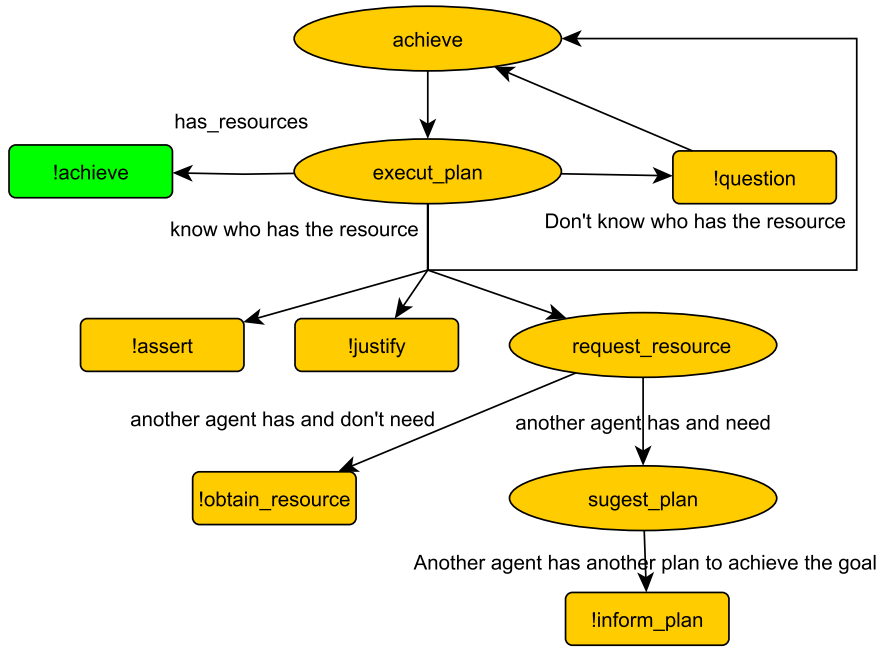 achieve
has_resources
!achieve
execut_plan
!question
Don't know who has the resource
know who has the resource
!assert
!justify
request_resource
another agent has and don't need
another agent has and need
!obtain_resource
sugest_plan
Another agent has another plan to achieve the goal
!inform_plan